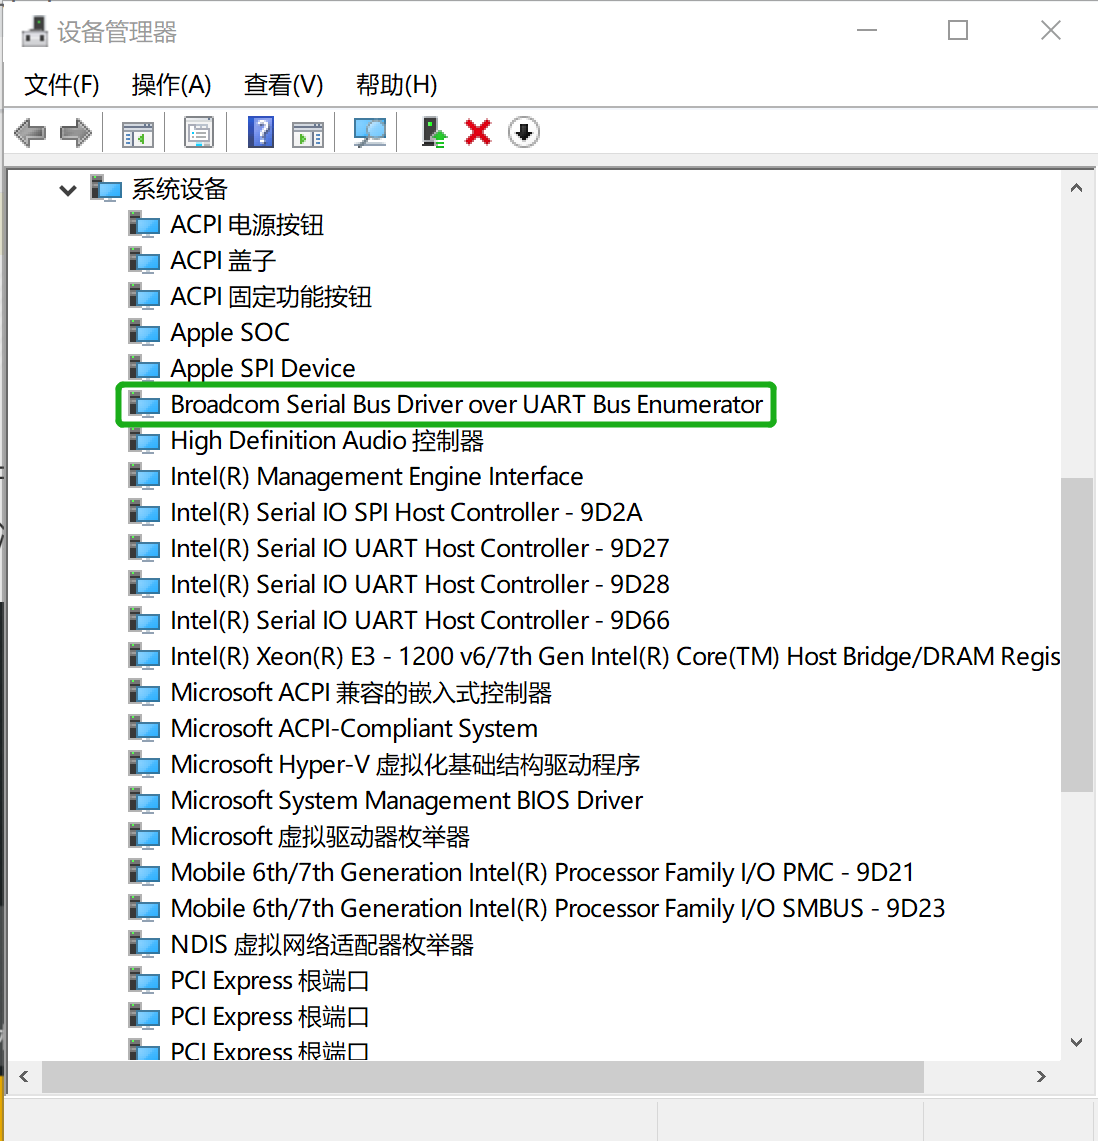 设备管理器
文件(F) 操作(A) 查看(V) 帮助(H)
系统设备
ACPI 电源按钮
ACPI 盖子
ACPI 固定功能按钮
Apple SOC
Apple SPI Device
Broadcom Serial Bus Driver over UART Bus Enumerator
High Definition Audio 控制器
Intel(R) Management Engine Interface
Intel(R) Serial IO SPI Host Controller - 9D2A
Intel(R) Serial IO UART Host Controller - 9D27
Intel(R) Serial IO UART Host Controller - 9D28
Intel(R) Serial IO UART Host Controller - 9D66
Intel(R) Xeon(R) E3 - 1200 v6/7th Gen Intel(R) Core(TM) Host Bridge/DRAM Regis
Microsoft ACPI 兼容的嵌入式控制器
Microsoft ACPI-Compliant System
Microsoft Hyper-V 虚拟化基础结构驱动程序
Microsoft System Management BIOS Driver
Microsoft 虚拟驱动器枚举器
Mobile 6th/7th Generation Intel(R) Processor Family I/O PMC - 9D21
Mobile 6th/7th Generation Intel(R) Processor Family I/O SMBUS - 9D23
NDIS 虚拟网络适配器枚举器
PCI Express 根端口
PCI Express 根端口
PCI Express 根端口